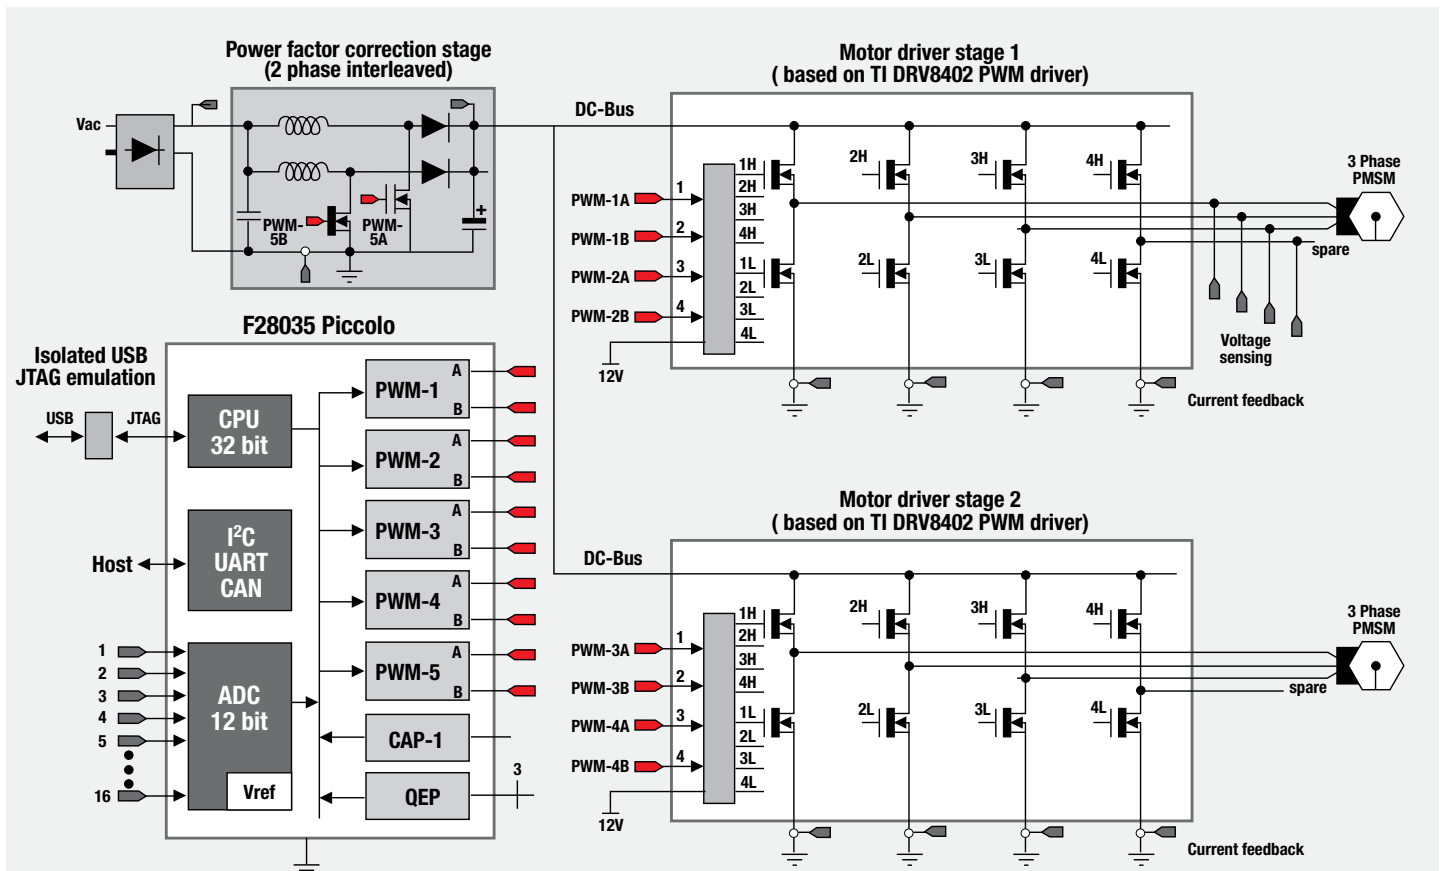 Power factor correction stage
(2 phase interleaved)
Vac
PWM-
5B
PWM-
5A
+
DC-Bus
Motor driver stage 1
( based on TI DRV8402 PWM driver)
PWM-1A
1
PWM-1B
2
PWM-2A
3
PWM-2B
4
12V
1H
2H
3H
4H
1L
2L
3L
4L
2H
3H
4H
2L
3L
4L
3 Phase
PMSM
spare
Voltage
sensing
Current feedback
F28035 Piccolo
Isolated USB
JTAG emulation
USB
JTAG
CPU
32 bit
I²C
UART
CAN
Host
1
2
3
4
5
16
ADC
12 bit
Vref
PWM-1
A
B
PWM-2
A
B
PWM-3
A
B
PWM-4
A
B
PWM-5
A
B
CAP-1
QEP
3
Motor driver stage 2
( based on TI DRV8402 PWM driver)
DC-Bus
PWM-3A
1
PWM-3B
2
PWM-4A
3
PWM-4B
4
12V
1H
2H
3H
4H
1L
2L
3L
4L
2H
3H
4H
2L
3L
4L
3 Phase
PMSM
spare
Current feedback